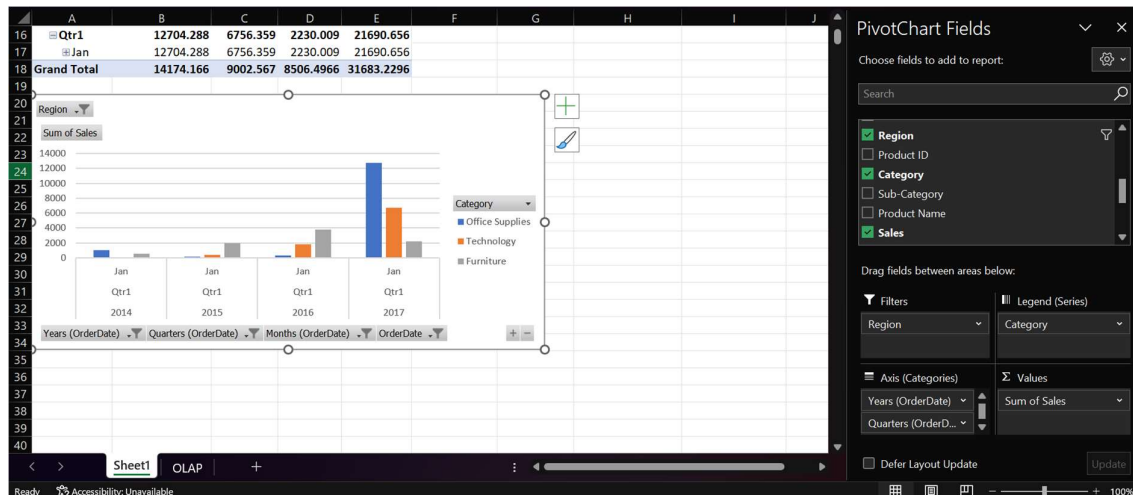 A B C D E F G H I J
16 Qtr1 12704.288 6756.359 2230.009 21690.656
17 Jan 12704.288 6756.359 2230.009 21690.656
18 Grand Total 14174.166 9002.567 8506.4966 31683.2296
19
20
21
22
23
24
25
26
27
28
29
30
31
32
33
34
35
36
37
38
39
40
Region
Sum of Sales
14000
12000
10000
8000
6000
4000
2000
0
Jan Jan Jan Jan
Qtr1 Qtr1 Qtr1 Qtr1
2014 2015 2016 2017
Category
Office Supplies
Technology
Furniture
Years (OrderDate) Quarters (OrderDate) Months (OrderDate) OrderDate + −
Sheet1 OLAP +
Ready Accessibility: Unavailable
PivotChart Fields
Choose fields to add to report:
Search
Region
Product ID
Category
Sub-Category
Product Name
Sales
Drag fields between areas below:
Filters Legend (Series)
Region Category
Axis (Categories) Σ Values
Years (OrderDate) Sum of Sales
Quarters (OrderD...
Defer Layout Update Update
− + 100%